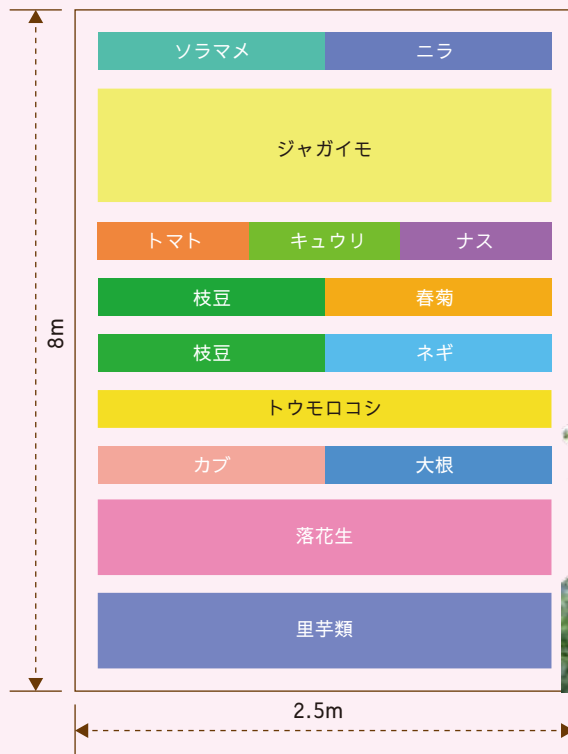 ソラマメ
ニラ
ジャガイモ
トマト
キュウリ
ナス
枝豆
春菊
枝豆
ネギ
トウモロコシ
カブ
大根
落花生
里芋類
8m
2.5m